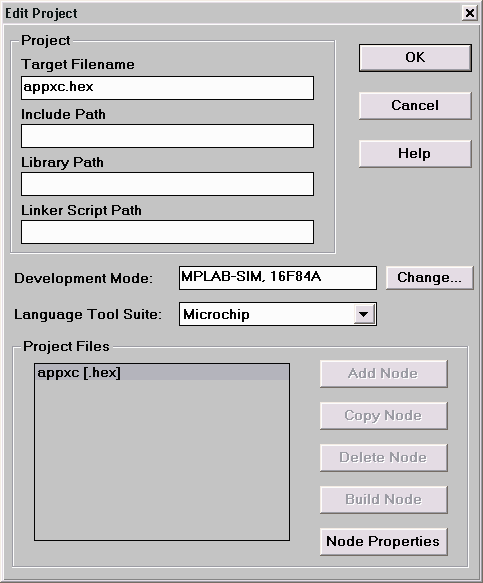 Edit Project
Project
Target Filename
appxc.hex
Include Path
Library Path
Linker Script Path
OK
Cancel
Help
Development Mode: MPLAB-SIM, 16F84A Change...
Language Tool Suite: Microchip
Project Files
appxc [.hex]
Add Node
Copy Node
Delete Node
Build Node
Node Properties